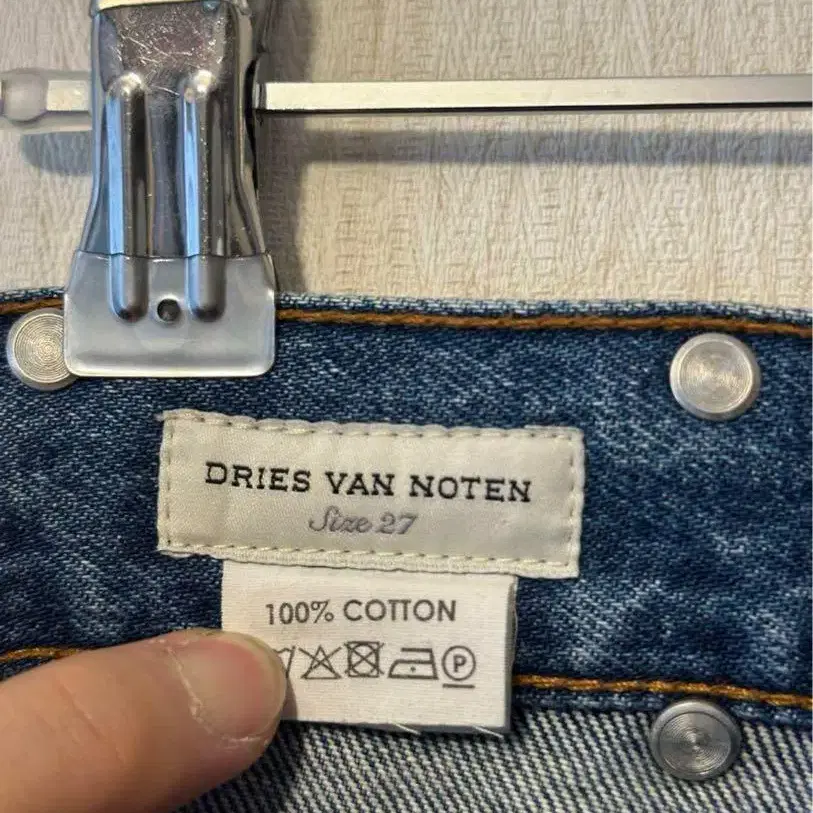 DRIES VAN NOTEN
Size 27
100% COTTON
P